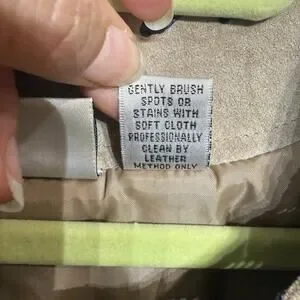 GENTLY BRUSH
SPOTS OR
STAINS WITH
SOFT CLOTH
PROFESSIONALLY
CLEAN BY
LEATHER
METHOD ONLY